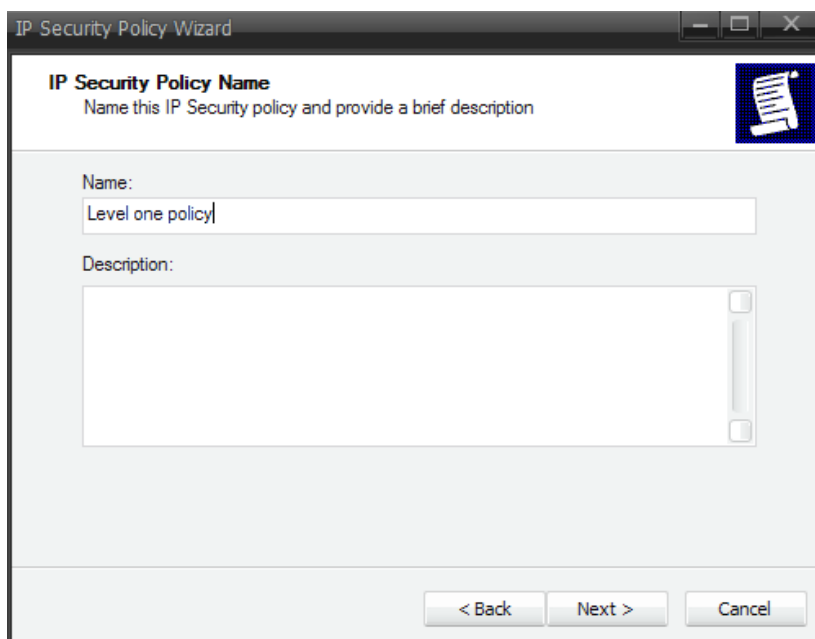 IP Security Policy Wizard
IP Security Policy Name
Name this IP Security policy and provide a brief description
Name:
Level one policy
Description:
< Back
Next >
Cancel